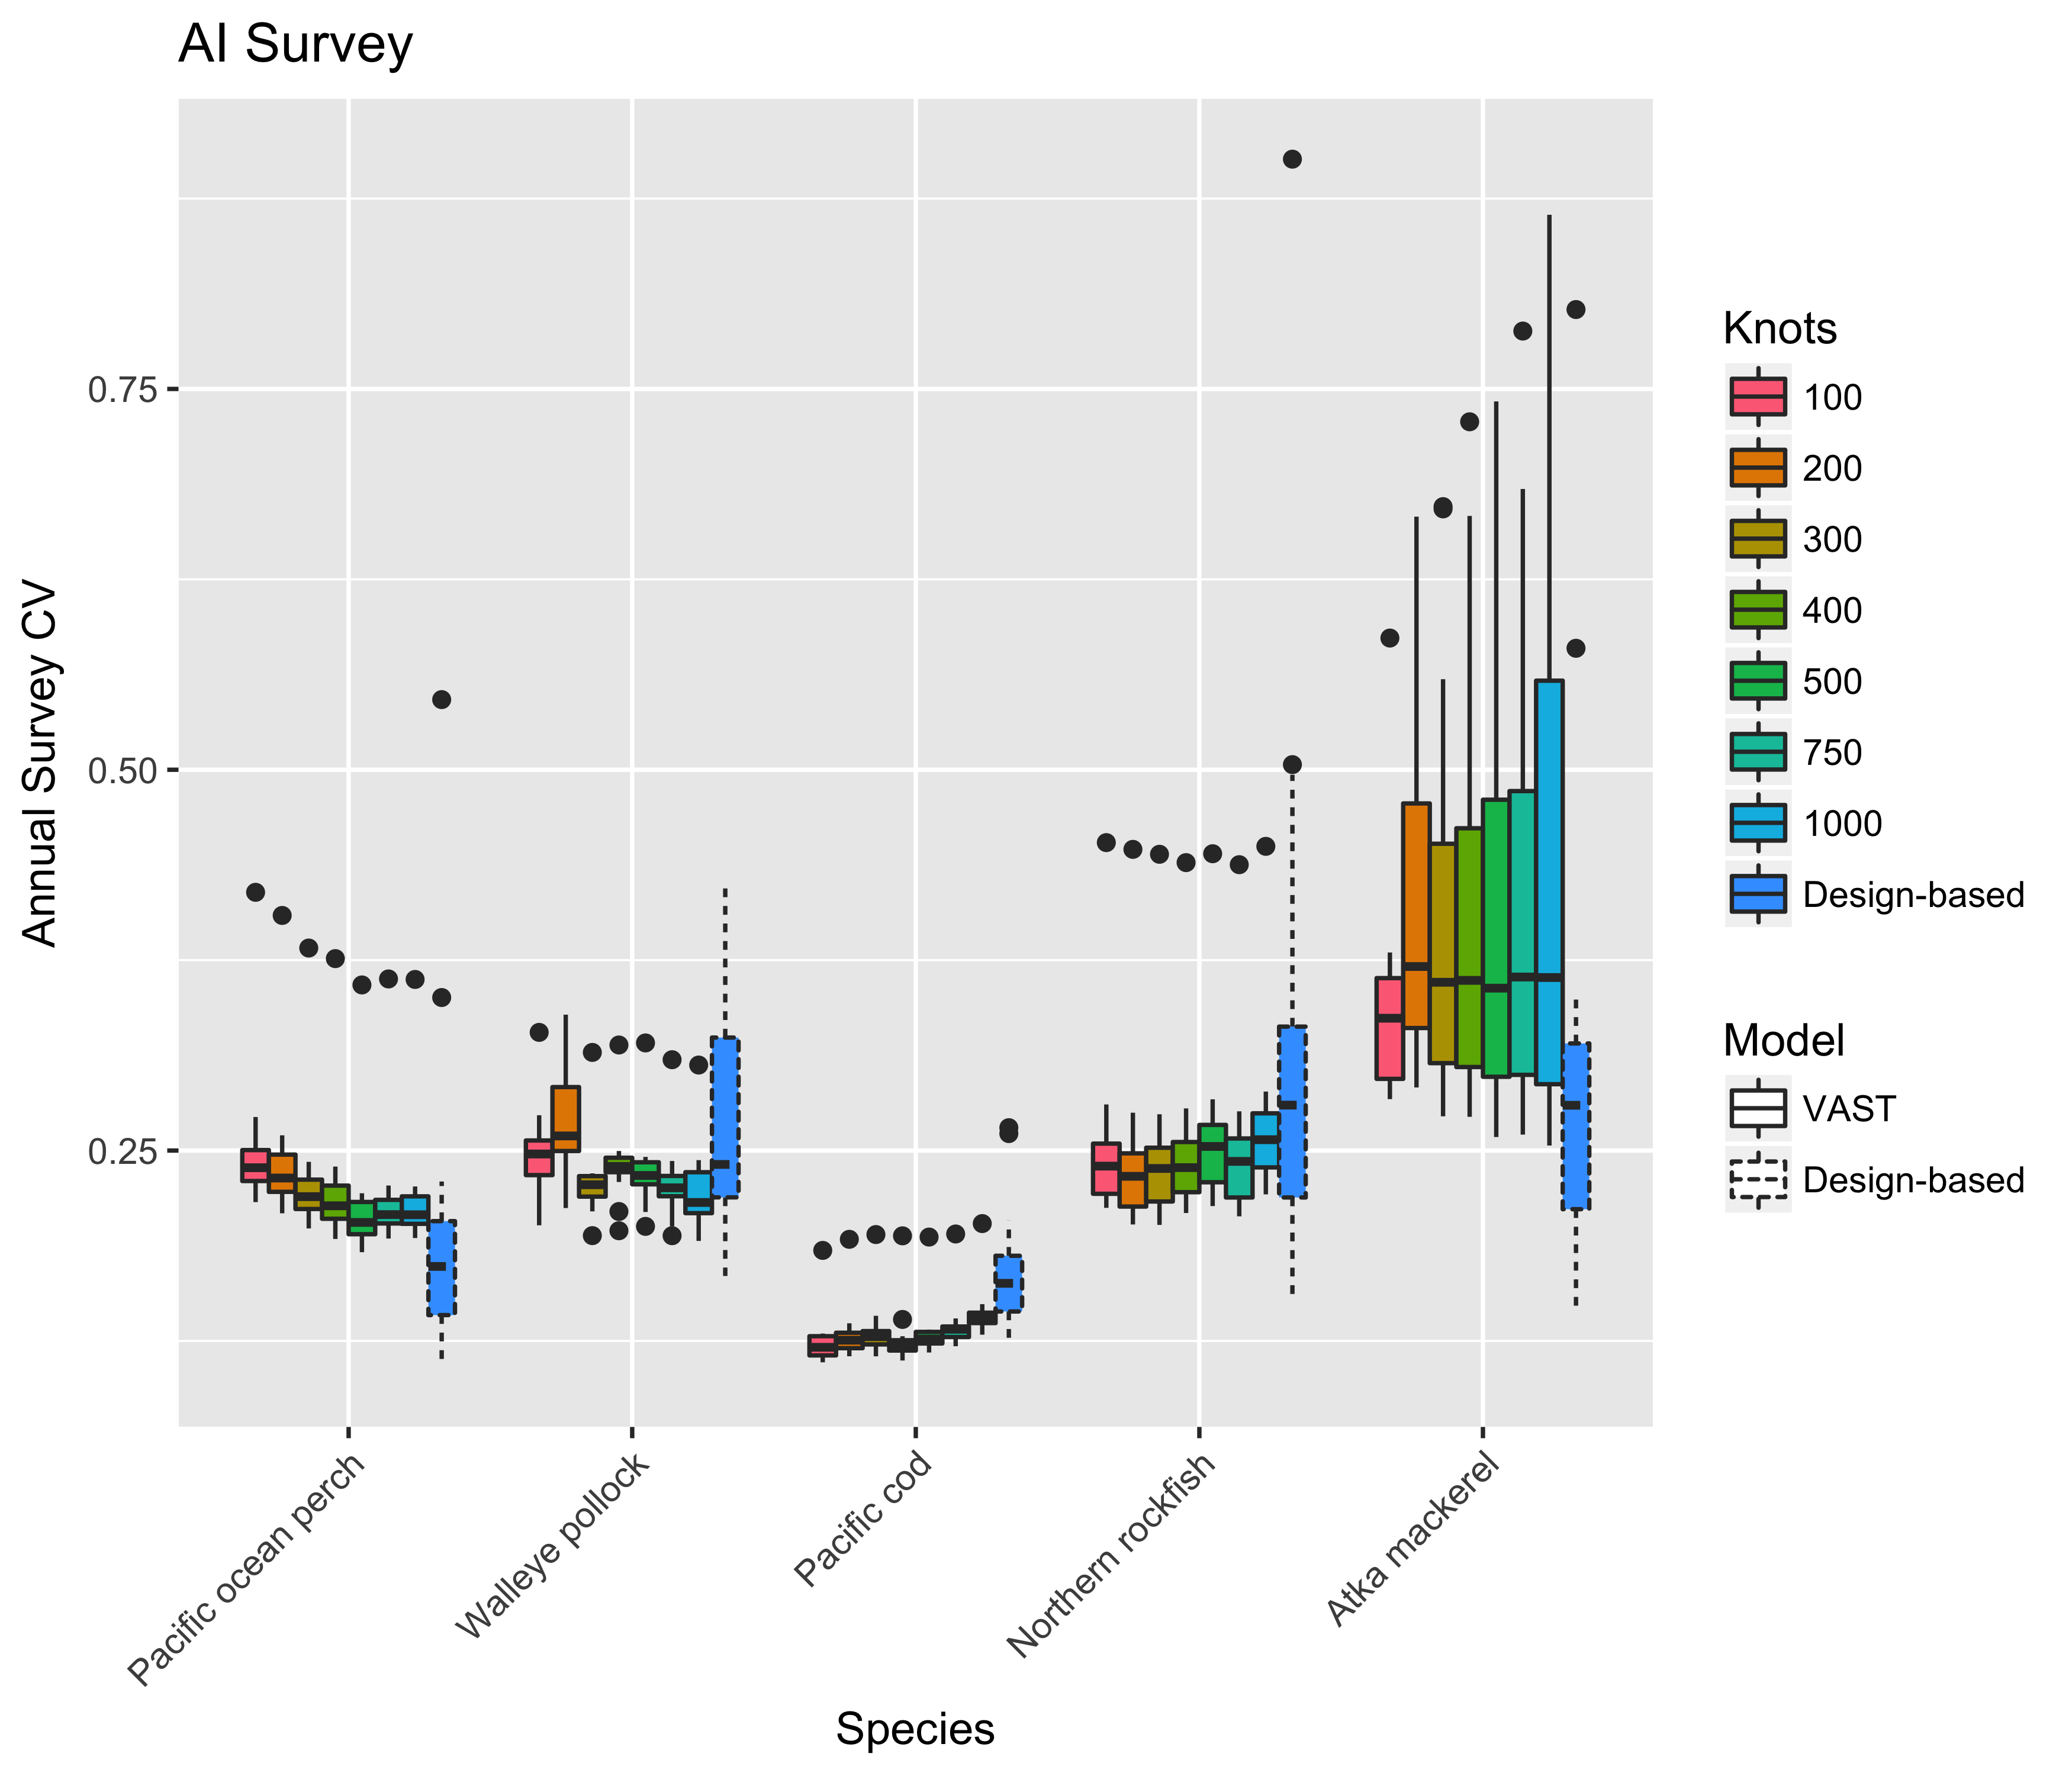 AI Survey
Annual Survey CV
0.75
0.50
0.25
Pacific ocean perch
Walleye pollock
Pacific cod
Northern rockfish
Atka mackerel
Species
Knots
100
200
300
400
500
750
1000
Design-based
Model
VAST
Design-based